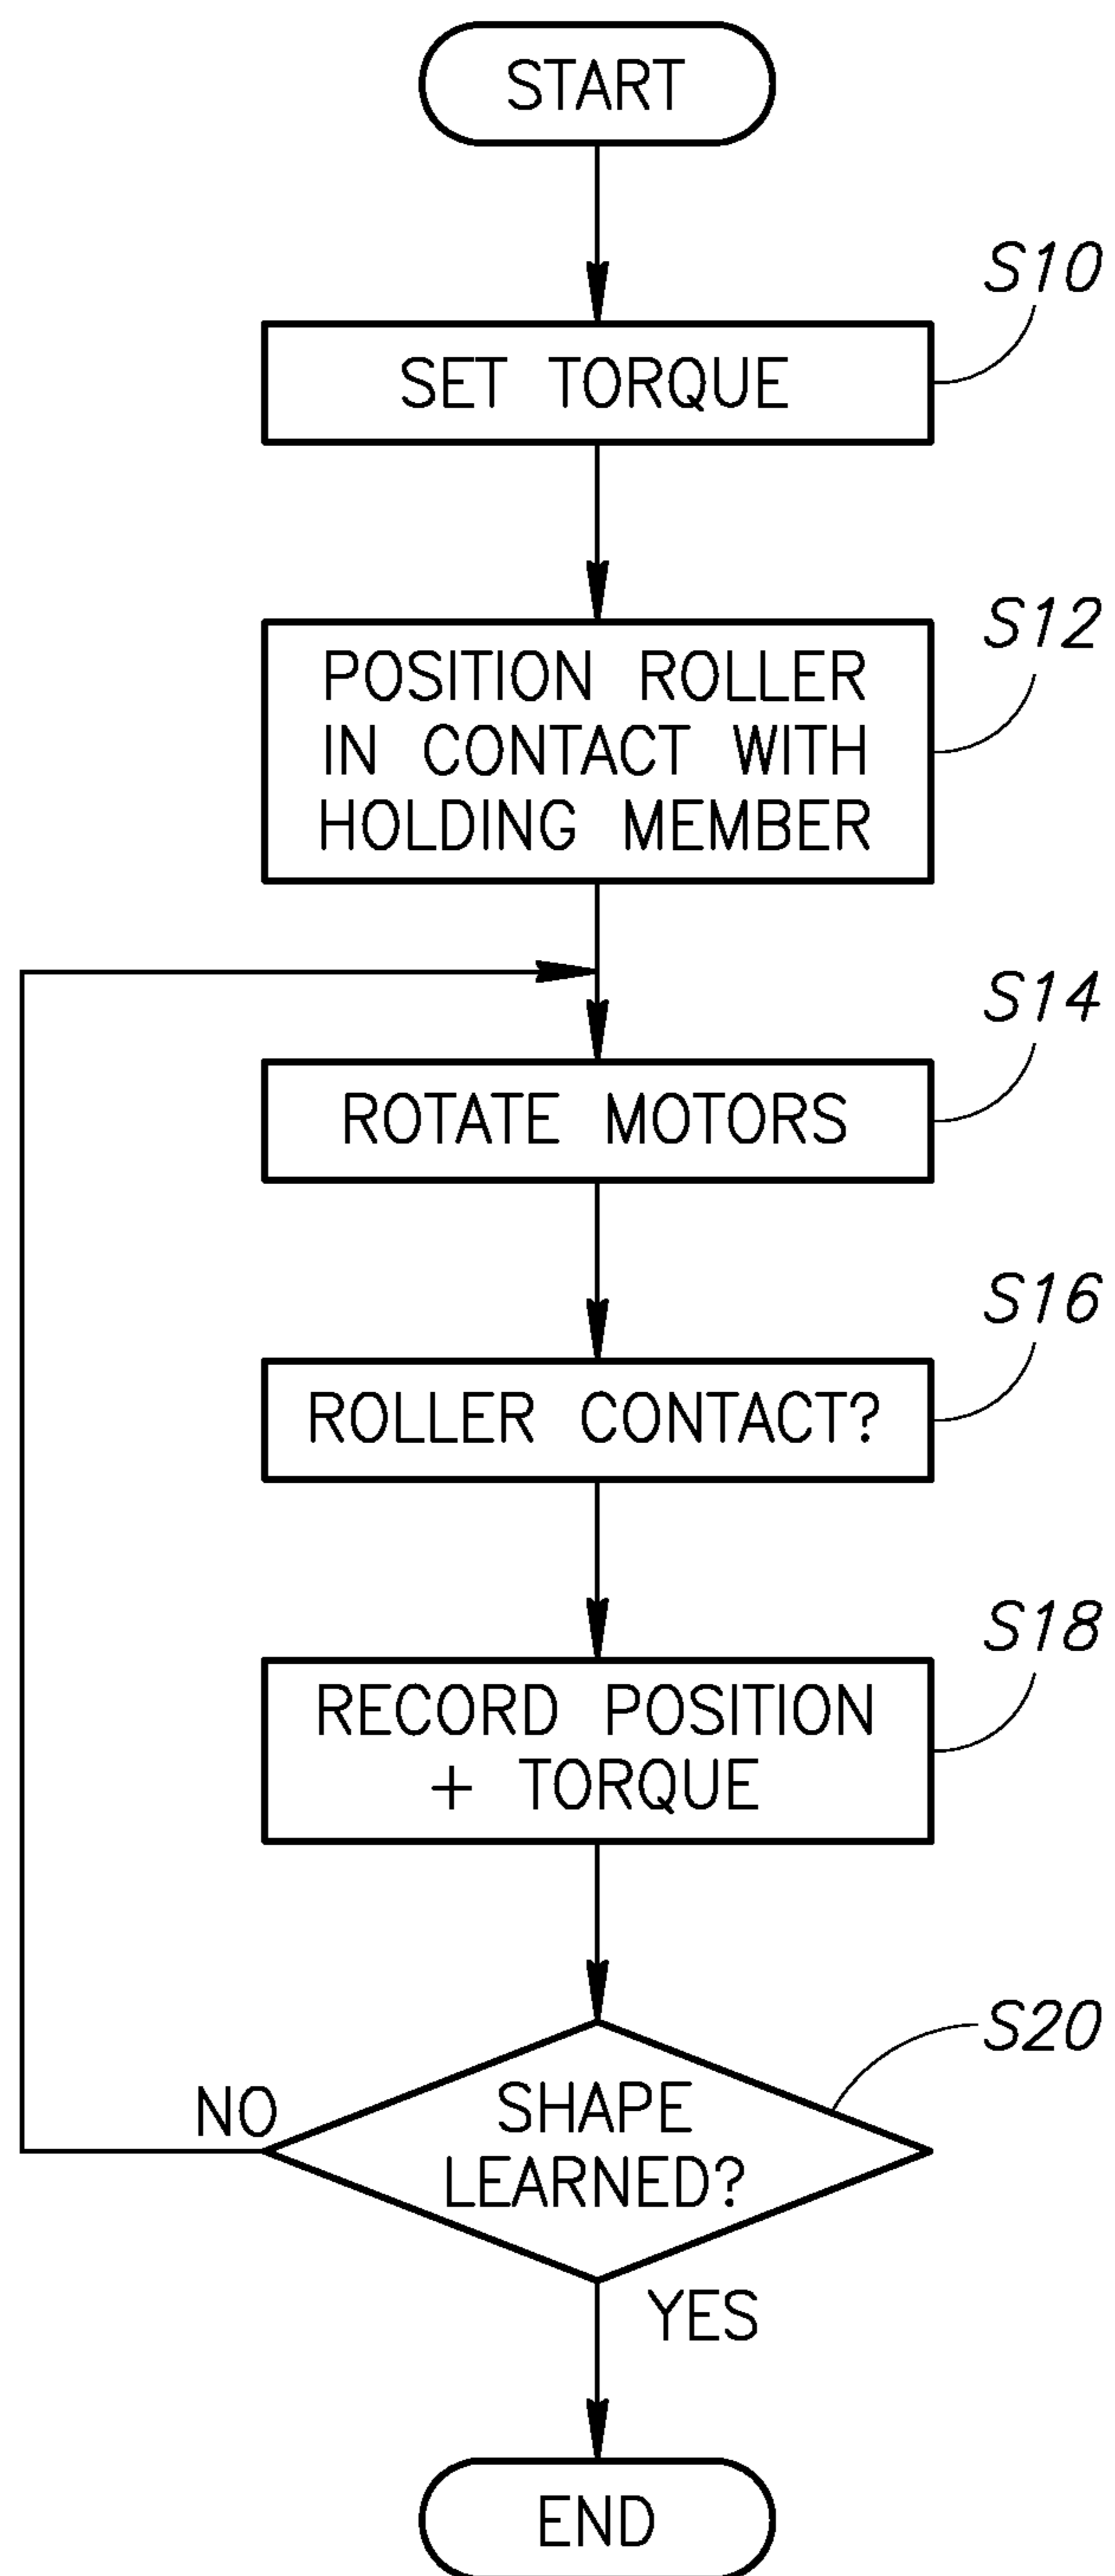 START
S10
SET TORQUE
S12
POSITION ROLLER
IN CONTACT WITH
HOLDING MEMBER
S14
ROTATE MOTORS
S16
ROLLER CONTACT?
S18
RECORD POSITION
+ TORQUE
S20
SHAPE
LEARNED?
NO
YES
END